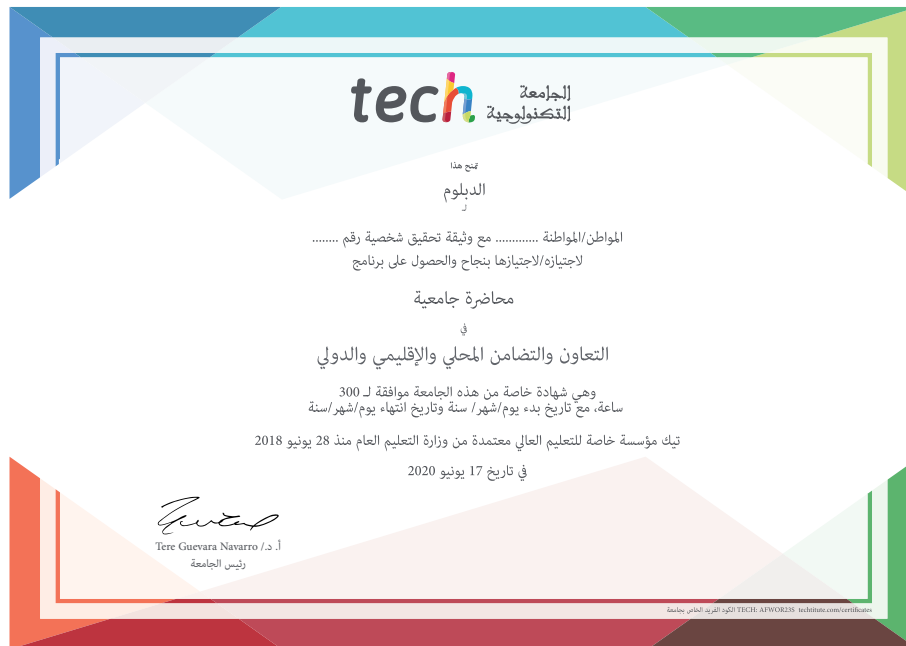 tech
الجامعة
التكنولوجية
تمنح هذا
الدبلوم
لـ
المواطن/المواطنة ............. مع وثيقة تحقيق شخصية رقم ........
لاجتيازه/لاجتيازها بنجاح والحصول على برنامج
محاضرة جامعية
في
التعاون والتضامن المحلي والإقليمي والدولي
وهي شهادة خاصة من هذه الجامعة موافقة لـ 300
ساعة، مع تاريخ بدء يوم/شهر/ سنة وتاريخ انتهاء يوم/شهر/سنة
تيك مؤسسة خاصة للتعليم العالي معتمدة من وزارة التعليم العام منذ 28 يونيو 2018
في تاريخ 17 يونيو 2020
أ. د./ Tere Guevara Navarro
رئيس الجامعة
الكود الفريد الخاص بجامعة TECH: AFWOR23S techtitute.com/certificates